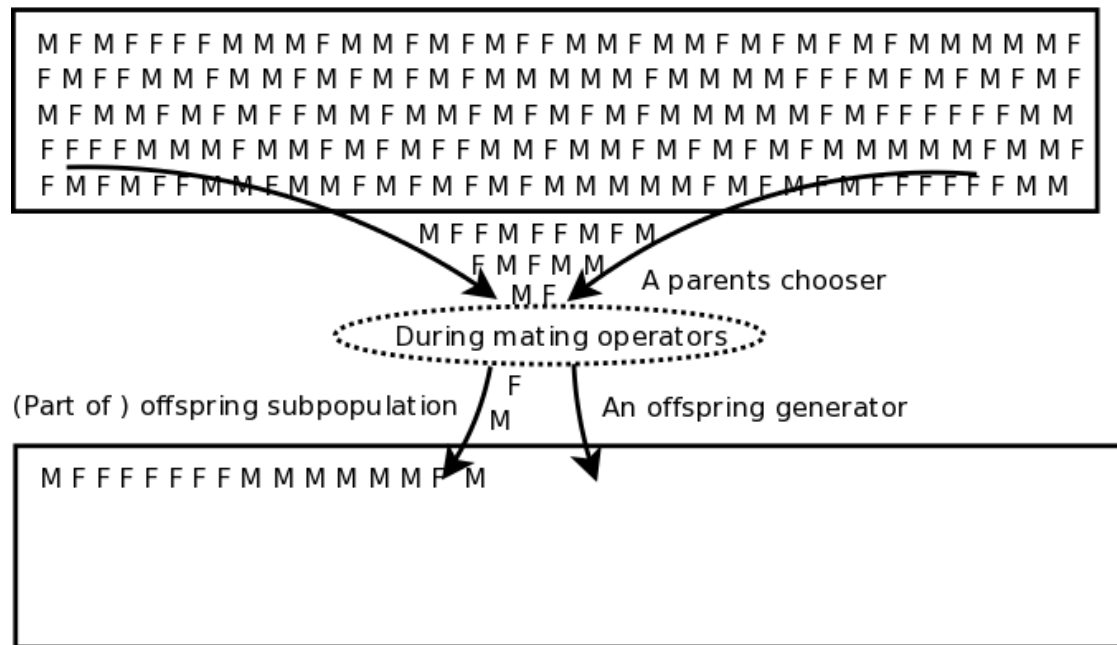 M F M F F F F M M M F M M F M F M F F M M F M M F M F M F M F M M M M M F
F M F F M M F M M F M F M F M F M M M M M F M M M M F F F M F M F M F M F
M F M M F M F M F F M M F M M F M F M F M F M M M M M F M F F F F F F M M
F F F F M M M F M M F M F M F F M M F M M F M F M F M F M M M M M F M M F
F M F M F F M M F M M F M F M F M F M M M M M F M F M F M F F F F F F M M
M F F M F F M F M
F M F M M
M F
A parents chooser
During mating operators
F
(Part of ) offspring subpopulation
An offspring generator
M
M F F F F F F F M M M M M M F M